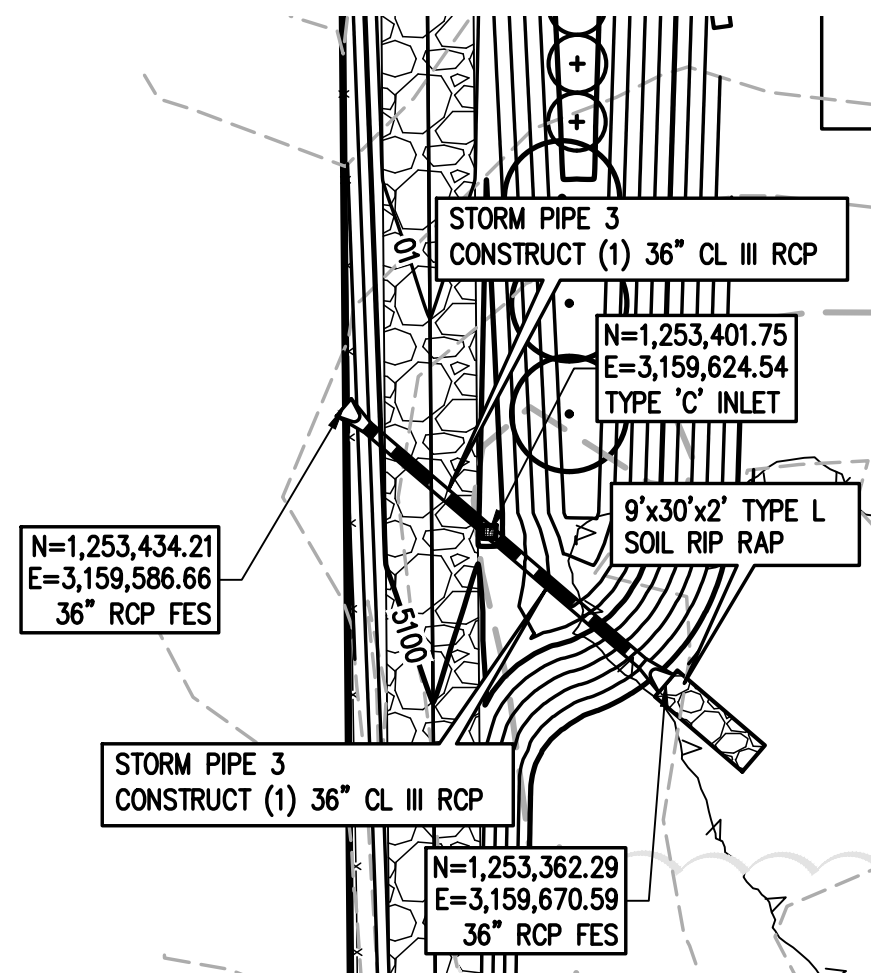 STORM PIPE 3
CONSTRUCT (1) 36" CL III RCP
01
N=1,253,401.75
E=3,159,624.54
TYPE 'C' INLET
9'x30'x2' TYPE L
SOIL RIP RAP
N=1,253,434.21
E=3,159,586.66
36" RCP FES
5100
STORM PIPE 3
CONSTRUCT (1) 36" CL III RCP
N=1,253,362.29
E=3,159,670.59
36" RCP FES